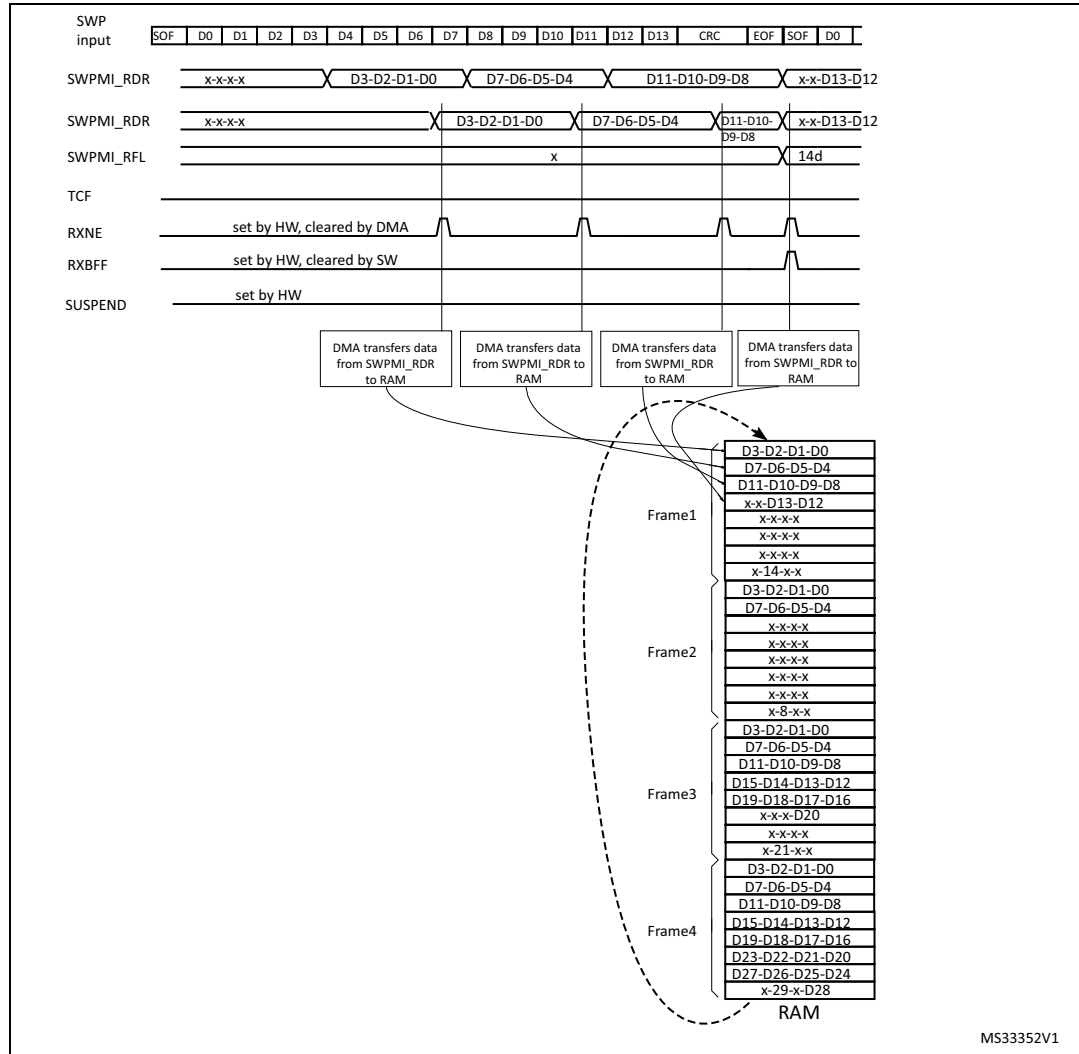 SWP input
SOF D0 D1 D2 D3 D4 D5 D6 D7 D8 D9 D10 D11 D12 D13 CRC EOF SOF D0
SWPMI_RDR x-x-x-x D3-D2-D1-D0 D7-D6-D5-D4 D11-D10-D9-D8 x-x-D13-D12
SWPMI_RDR x-x-x-x D3-D2-D1-D0 D7-D6-D5-D4 D11-D10-D9-D8 x-x-D13-D12
SWPMI_RFL x 14d
TCF
RXNE set by HW, cleared by DMA
RXBFF set by HW, cleared by SW
SUSPEND set by HW
DMA transfers data
from SWPMI_RDR
to RAM
DMA transfers data
from SWPMI_RDR to
RAM
DMA transfers data
from SWPMI_RDR
to RAM
DMA transfers data
from SWPMI_RDR to
RAM
Frame1
D3-D2-D1-D0
D7-D6-D5-D4
D11-D10-D9-D8
x-x-D13-D12
x-x-x-x
x-x-x-x
x-x-x-x
x-14-x-x
Frame2
D3-D2-D1-D0
D7-D6-D5-D4
x-x-x-x
x-x-x-x
x-x-x-x
x-x-x-x
x-x-x-x
x-8-x-x
Frame3
D3-D2-D1-D0
D7-D6-D5-D4
D11-D10-D9-D8
D15-D14-D13-D12
D19-D18-D17-D16
x-x-x-D20
x-x-x-x
x-21-x-x
Frame4
D3-D2-D1-D0
D7-D6-D5-D4
D11-D10-D9-D8
D15-D14-D13-D12
D19-D18-D17-D16
D23-D22-D21-D20
D27-D26-D25-D24
x-29-x-D28
RAM
MS33352V1